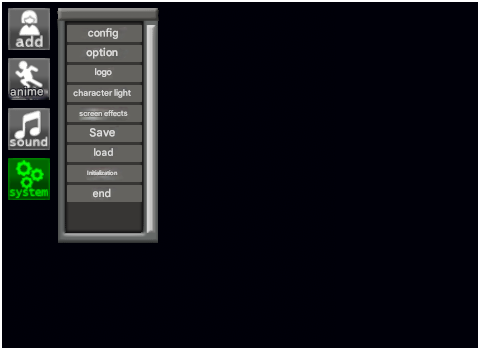 add
anime
sound
system
config
option
logo
character light
screen effects
Save
load
Initialization
end